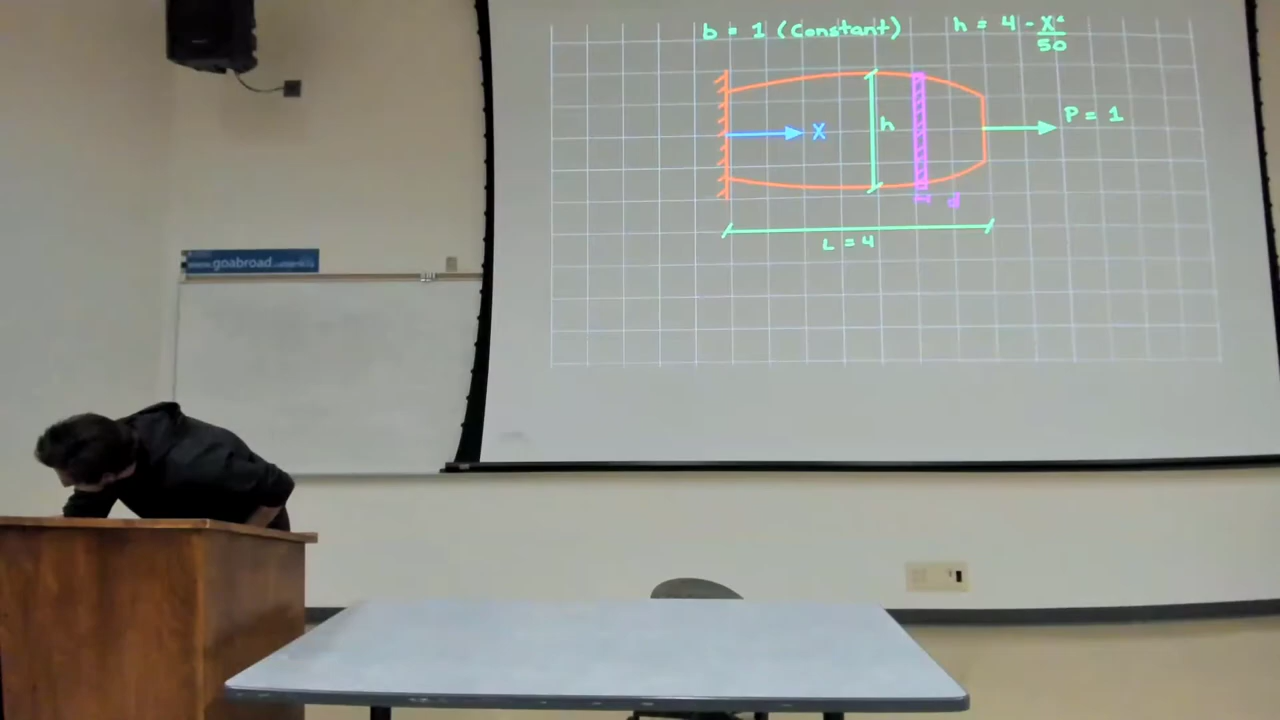 b = 1 (Constant)
h = 4 - x²/50
P = 1
h
X
d
L = 4
goabroad